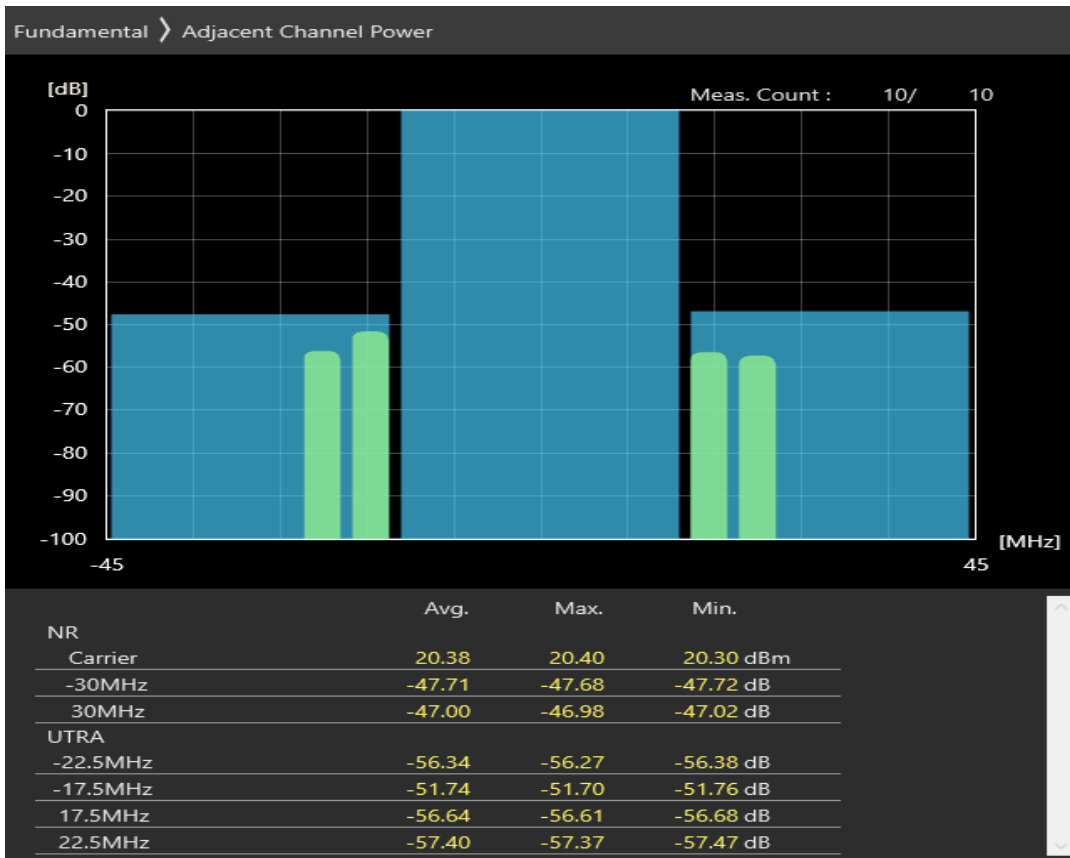 Fundamental 〉 Adjacent Channel Power
[dB]
Meas. Count : 10/ 10
0
-10
-20
-30
-40
-50
-60
-70
-80
-90
-100
[MHz]
-45 45
Avg. Max. Min.
NR
Carrier 20.38 20.40 20.30 dBm
-30MHz -47.71 -47.68 -47.72 dB
30MHz -47.00 -46.98 -47.02 dB
UTRA
-22.5MHz -56.34 -56.27 -56.38 dB
-17.5MHz -51.74 -51.70 -51.76 dB
17.5MHz -56.64 -56.61 -56.68 dB
22.5MHz -57.40 -57.37 -57.47 dB